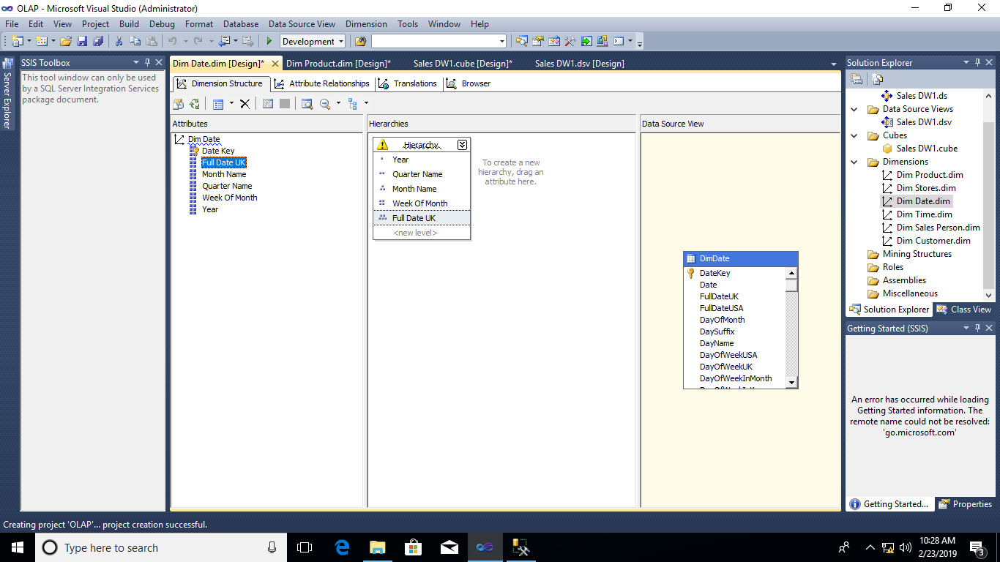 OLAP - Microsoft Visual Studio (Administrator)
File Edit View Project Build Debug Format Database Data Source View Dimension Tools Window Help
Development
Server Explorer
SSIS Toolbox
This tool window can only be used
by a SQL Server Integration Services
package document.
Dim Date.dim [Design]* Dim Product.dim [Design]* Sales DW1.cube [Design]* Sales DW1.dsv [Design]
Dimension Structure Attribute Relationships Translations Browser
Attributes
Dim Date
Date Key
Full Date UK
Month Name
Quarter Name
Week Of Month
Year
Hierarchies
Hierarchy
Year
Quarter Name
Month Name
Week Of Month
Full Date UK
<new level>
To create a new
hierarchy, drag an
attribute here.
Data Source View
DimDate
DateKey
Date
FullDateUK
FullDateUSA
DayOfMonth
DaySuffix
DayName
DayOfWeekUSA
DayOfWeekUK
DayOfWeekInMonth
Solution Explorer
Sales DW1.ds
Data Source Views
Sales DW1.dsv
Cubes
Sales DW1.cube
Dimensions
Dim Product.dim
Dim Stores.dim
Dim Date.dim
Dim Time.dim
Dim Sales Person.dim
Dim Customer.dim
Mining Structures
Roles
Assemblies
Miscellaneous
Solution Explorer Class View
Getting Started (SSIS)
An error has occurred while loading
Getting Started information. The
remote name could not be resolved:
'go.microsoft.com'
Getting Started... Properties
Creating project 'OLAP'... project creation successful.
Type here to search
10:28 AM
2/23/2019
3